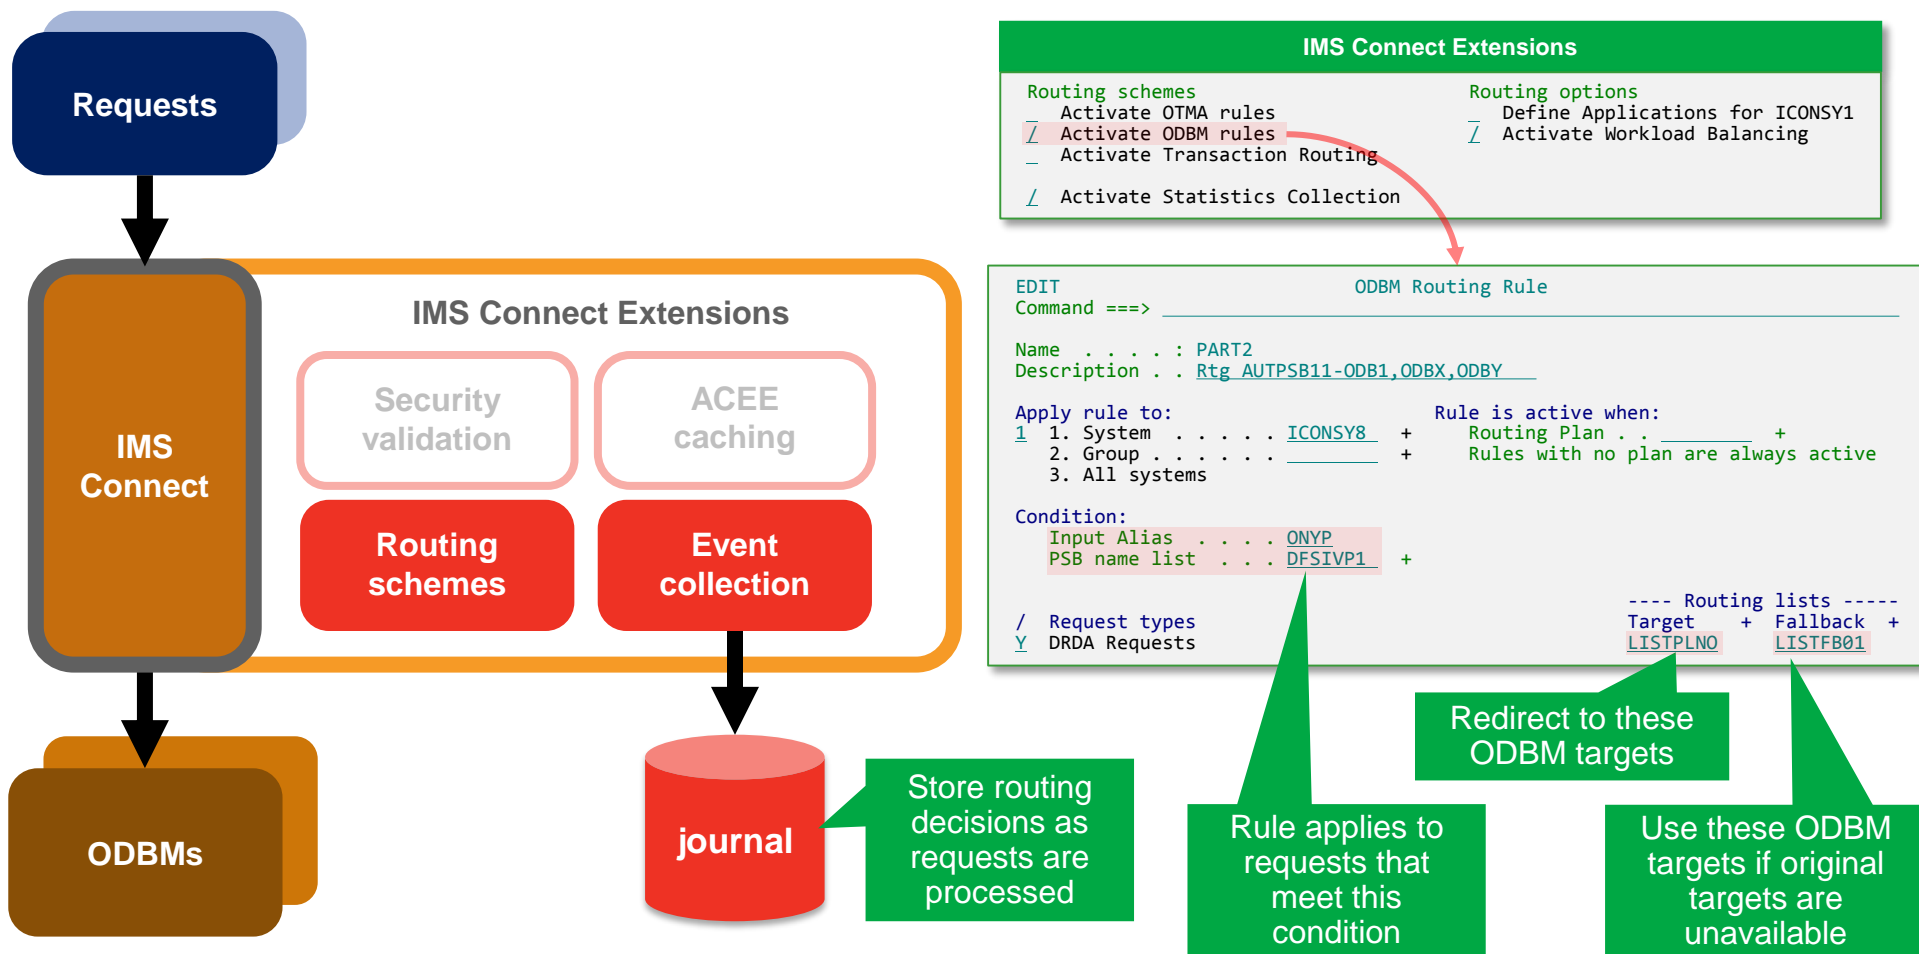 Requests
IMS Connect Extensions
Security
validation
ACEE
caching
IMS
Connect
Routing
schemes
Event
collection
ODBMs
journal
Store routing
decisions as
requests are
processed
IMS Connect Extensions
Routing schemes
_ Activate OTMA rules
/ Activate ODBM rules
_ Activate Transaction Routing
/ Activate Statistics Collection
Routing options
_ Define Applications for ICONSY1
/ Activate Workload Balancing
EDIT ODBM Routing Rule
Command ===>
Name . . . . : PART2
Description . . Rtg AUTPSB11-ODB1,ODBX,ODBY
Apply rule to: Rule is active when:
1 1. System . . . . . ICONSY8 + Routing Plan . . ________ +
2. Group . . . . . . ________ + Rules with no plan are always active
3. All systems
Condition:
Input Alias . . . . ONYP
PSB name list . . . DFSIVP1 +
---- Routing lists -----
/ Request types Target + Fallback +
Y DRDA Requests LISTPLNO LISTFB01
Redirect to these
ODBM targets
Rule applies to
requests that
meet this
condition
Use these ODBM
targets if original
targets are
unavailable